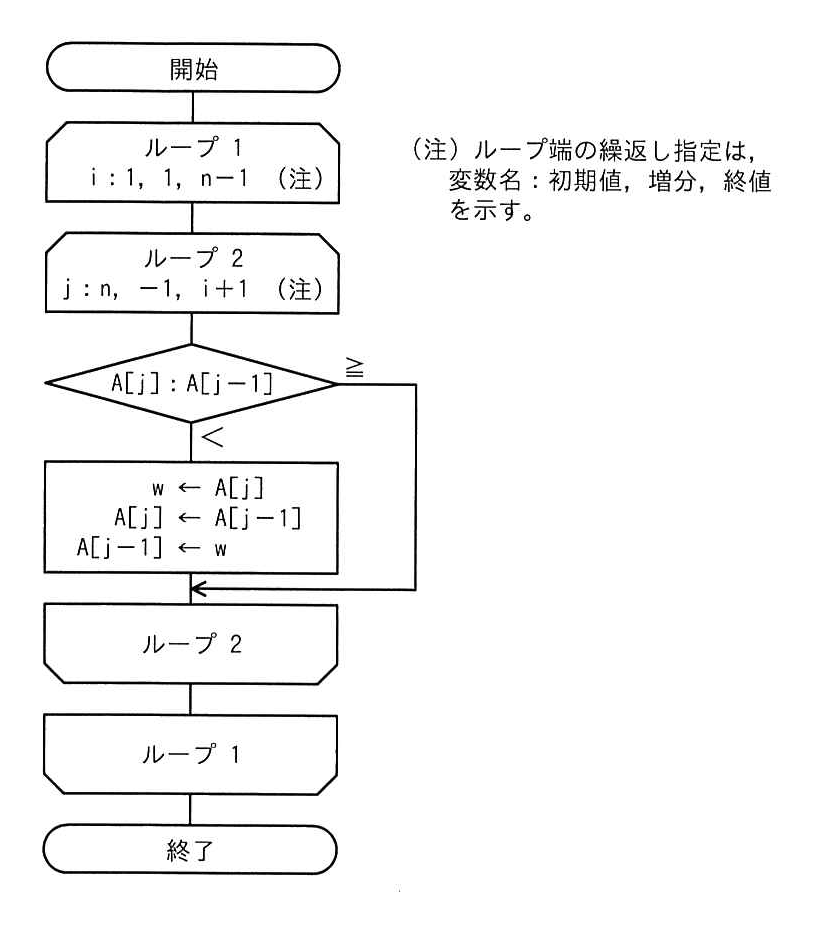 開始
ループ 1
i：1，1，n－1 （注）
（注）ループ端の繰返し指定は，
変数名：初期値，増分，終値
を示す。
ループ 2
j：n，－1，i＋1 （注）
A[j]：A[j－1]
≧
＜
w ← A[j]
A[j] ← A[j－1]
A[j－1] ← w
ループ 2
ループ 1
終了